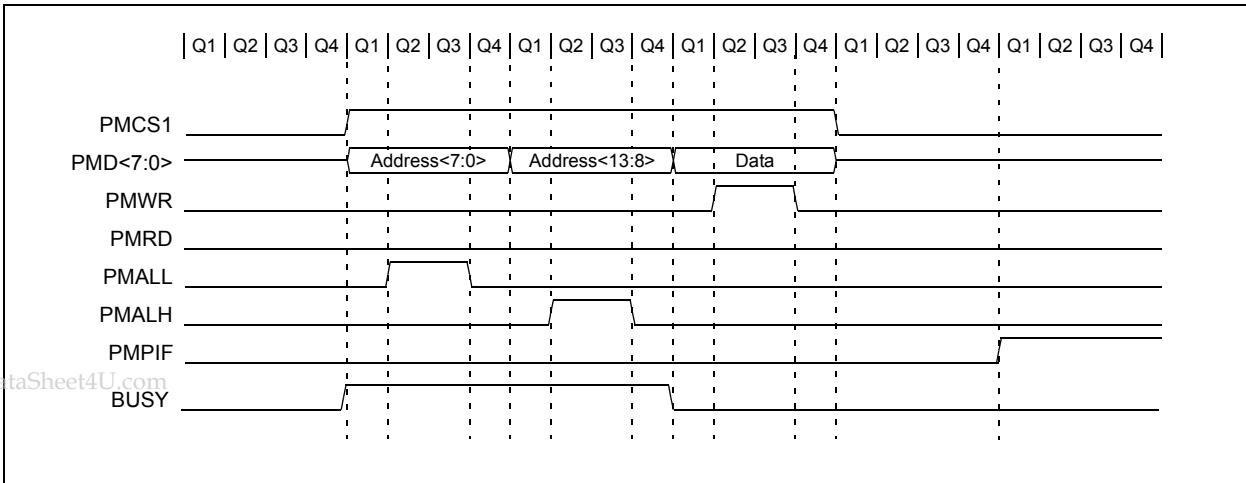 Q1 Q2 Q3 Q4 Q1 Q2 Q3 Q4 Q1 Q2 Q3 Q4 Q1 Q2 Q3 Q4 Q1 Q2 Q3 Q4 Q1 Q2 Q3 Q4
PMCS1
PMD<7:0> Address<7:0> Address<13:8> Data
PMWR
PMRD
PMALL
PMALH
PMPIF
ataSheet4U.com
BUSY